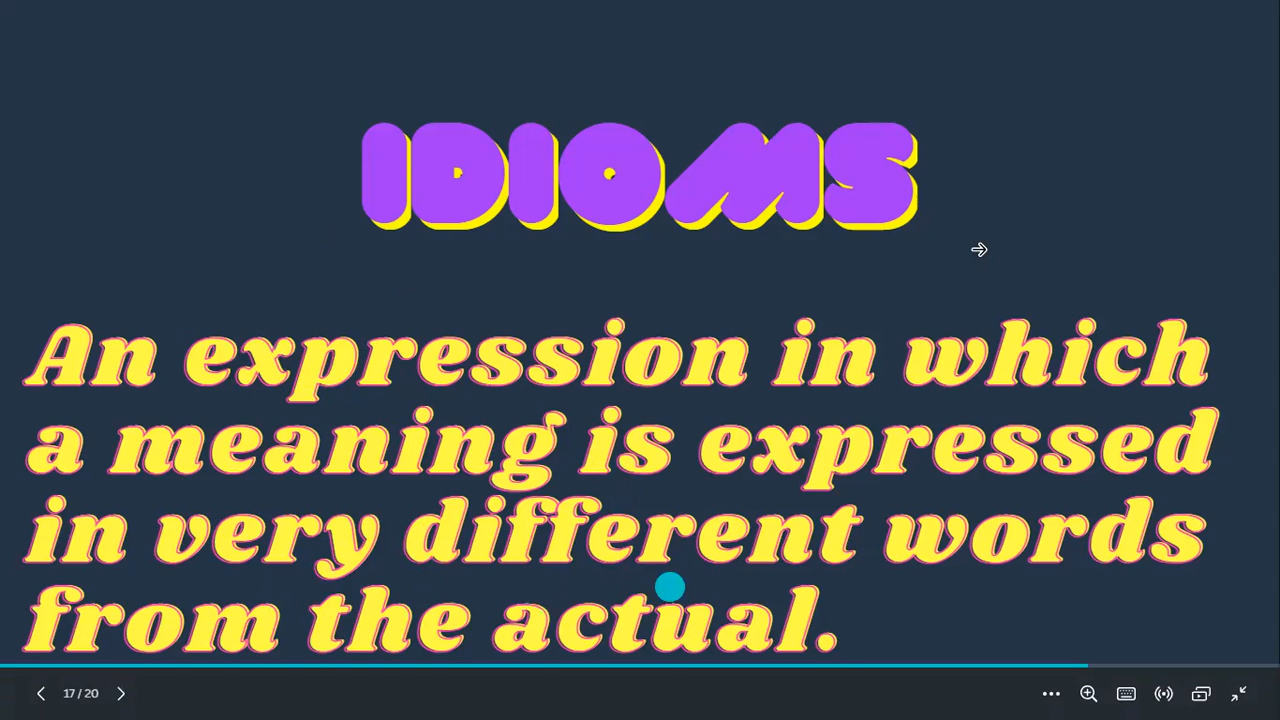 IDIOMS
An expression in which
a meaning is expressed
in very different words
from the actual.
17 / 20